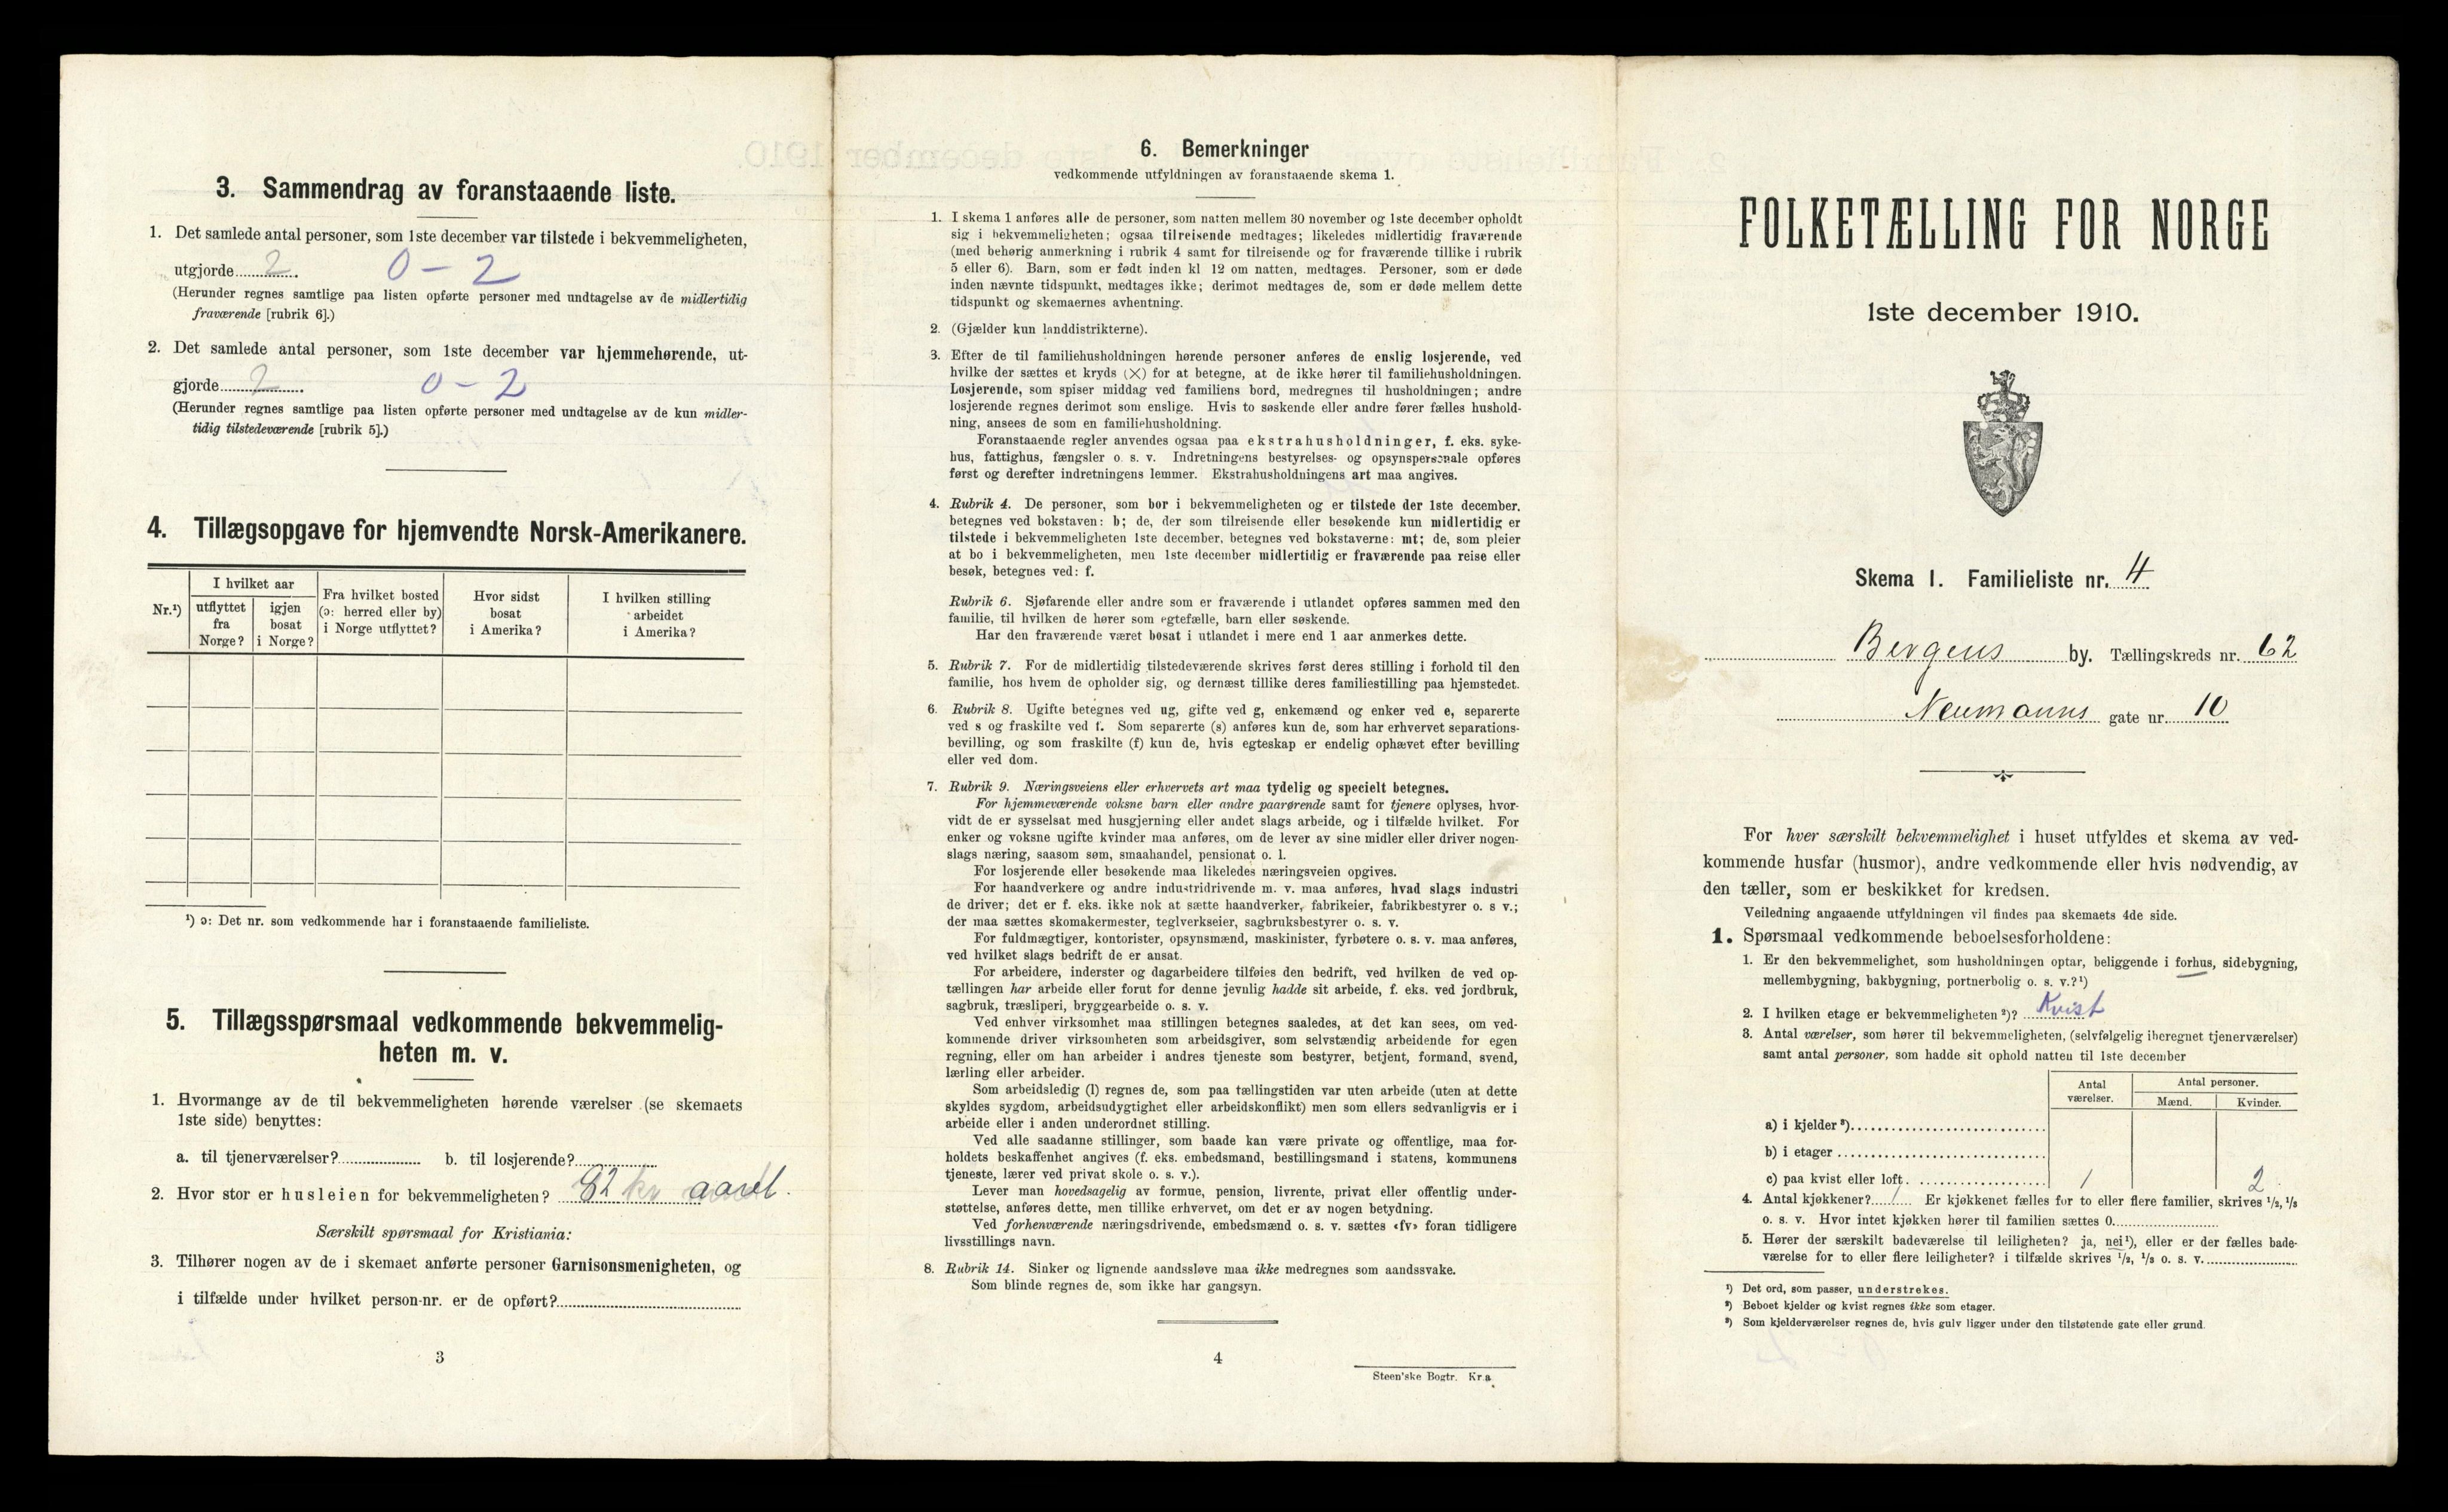 3. Sammendrag av foranstaaende liste.
1. Det samlede antal personer, som 1ste december var tilstede i bekvemmeligheten,
utgjorde 2. 0 – 2
(Herunder regnes samtlige paa listen opførte personer med undtagelse av de midlertidig
fraværende [rubrik 6].)
2. Det samlede antal personer, som 1ste december var hjemmehørende, ut-
gjorde 2. 0 – 2
(Herunder regnes samtlige paa listen opførte personer med undtagelse av de kun midler-
tidig tilstedeværende [rubrik 5].)
4. Tillægsopgave for hjemvendte Norsk-Amerikanere.
Nr.¹)
I hvilket aar
utflyttet
fra
Norge?
igjen
bosat
i Norge?
Fra hvilket bosted
(ɔ: herred eller by)
i Norge utflyttet?
Hvor sidst
bosat
i Amerika?
I hvilken stilling
arbeidet
i Amerika?
¹) ɔ: Det nr. som vedkommende har i foranstaaende familieliste.
5. Tillægsspørsmaal vedkommende bekvemmelig-
heten m. v.
1. Hvormange av de til bekvemmeligheten hørende værelser (se skemaets
1ste side) benyttes:
a. til tjenerværelser? b. til losjerende?
2. Hvor stor er husleien for bekvemmeligheten? 82 kr aarl.
Særskilt spørsmaal for Kristiania:
3. Tilhører nogen av de i skemaet anførte personer Garnisonsmenigheten, og
i tilfælde under hvilket person-nr. er de opført?
3
6. Bemerkninger
vedkommende utfyldningen av foranstaaende skema 1.
1. I skema 1 anføres alle de personer, som natten mellem 30 november og 1ste december opholdt
sig i bekvemmeligheten; ogsaa tilreisende medtages; likeledes midlertidig fraværende
(med behørig anmerkning i rubrik 4 samt for tilreisende og for fraværende tillike i rubrik
5 eller 6). Barn, som er født inden kl 12 om natten, medtages. Personer, som er døde
inden nævnte tidspunkt, medtages ikke; derimot medtages de, som er døde mellem dette
tidspunkt og skemaernes avhentning.
2. (Gjælder kun landdistrikterne).
3. Efter de til familiehusholdningen hørende personer anføres de enslig losjerende, ved
hvilke der sættes et kryds (×) for at betegne, at de ikke hører til familiehusholdningen.
Losjerende, som spiser middag ved familiens bord, medregnes til husholdningen; andre
losjerende regnes derimot som enslige. Hvis to søskende eller andre fører fælles hushold-
ning, ansees de som en familiehusholdning.
Foranstaaende regler anvendes ogsaa paa ekstrahusholdninger, f. eks. syke-
hus, fattighus, fængsler o. s. v. Indretningens bestyrelses- og opsynspersonale opføres
først og derefter indretningens lemmer. Ekstrahusholdningens art maa angives.
4. Rubrik 4. De personer, som bor i bekvemmeligheten og er tilstede der 1ste december,
betegnes ved bokstaven: b; de, der som tilreisende eller besøkende kun midlertidig er
tilstede i bekvemmeligheten 1ste december, betegnes ved bokstaverne: mt; de, som pleier
at bo i bekvemmeligheten, men 1ste december midlertidig er fraværende paa reise eller
besøk, betegnes ved: f.
Rubrik 6. Sjøfarende eller andre som er fraværende i utlandet opføres sammen med den
familie, til hvilken de hører som egtefælle, barn eller søskende.
Har den fraværende været bosat i utlandet i mere end 1 aar anmerkes dette.
5. Rubrik 7. For de midlertidig tilstedeværende skrives først deres stilling i forhold til den
familie, hos hvem de opholder sig, og dernæst tillike deres familiestilling paa hjemstedet.
6. Rubrik 8. Ugifte betegnes ved ug, gifte ved g, enkemænd og enker ved e, separerte
ved s og fraskilte ved f. Som separerte (s) anføres kun de, som har erhvervet separations-
bevilling, og som fraskilte (f) kun de, hvis egteskap er endelig ophævet efter bevilling
eller ved dom.
7. Rubrik 9. Næringsveiens eller erhvervets art maa tydelig og specielt betegnes.
For hjemmeværende voksne barn eller andre paarørende samt for tjenere oplyses, hvor-
vidt de er sysselsat med husgjerning eller andet slags arbeide, og i tilfælde hvilket. For
enker og voksne ugifte kvinder maa anføres, om de lever av sine midler eller driver nogen-
slags næring, saasom søm, smaahandel, pensionat o. l.
For losjerende eller besøkende maa likeledes næringsveien opgives.
For haandverkere og andre industridrivende m. v. maa anføres, hvad slags industri
de driver; det er f. eks. ikke nok at sætte haandverker, fabrikeier, fabrikbestyrer o. s v.;
der maa sættes skomakermester, teglverkseier, sagbruksbestyrer o. s. v.
For fuldmægtiger, kontorister, opsynsmænd, maskinister, fyrbøtere o. s. v. maa anføres,
ved hvilket slags bedrift de er ansat.
For arbeidere, inderster og dagarbeidere tilføies den bedrift, ved hvilken de ved op-
tællingen har arbeide eller forut for denne jevnlig hadde sit arbeide, f. eks. ved jordbruk,
sagbruk, træsliperi, bryggearbeide o. s. v.
Ved enhver virksomhet maa stillingen betegnes saaledes, at det kan sees, om ved-
kommende driver virksomheten som arbeidsgiver, som selvstændig arbeidende for egen
regning, eller om han arbeider i andres tjeneste som bestyrer, betjent, formand, svend,
lærling eller arbeider.
Som arbeidsledig (l) regnes de, som paa tællingstiden var uten arbeide (uten at dette
skyldes sygdom, arbeidsudygtighet eller arbeidskonflikt) men som ellers sedvanligvis er i
arbeide eller i anden underordnet stilling.
Ved alle saadanne stillinger, som baade kan være private og offentlige, maa for-
holdets beskaffenhet angives (f. eks. embedsmand, bestillingsmand i statens, kommunens
tjeneste, lærer ved privat skole o. s. v.).
Lever man hovedsagelig av formue, pension, livrente, privat eller offentlig under-
støttelse, anføres dette, men tillike erhvervet, om det er av nogen betydning.
Ved forhenværende næringsdrivende, embedsmænd o. s. v. sættes «fv» foran tidligere
livsstillings navn.
8. Rubrik 14. Sinker og lignende aandssløve maa ikke medregnes som aandssvake.
Som blinde regnes de, som ikke har gangsyn.
4
Steen'ske Bogtr. Kr.a.
FOLKETÆLLING FOR NORGE
1ste december 1910.
Skema I. Familieliste nr. 4
Bergens by. Tællingskreds nr. 62
Neumanns gate nr. 10
For hver særskilt bekvemmelighet i huset utfyldes et skema av ved-
kommende husfar (husmor), andre vedkommende eller hvis nødvendig, av
den tæller, som er beskikket for kredsen.
Veiledning angaaende utfyldningen vil findes paa skemaets 4de side.
1. Spørsmaal vedkommende beboelsesforholdene:
1. Er den bekvemmelighet, som husholdningen optar, beliggende i forhus, sidebygning,
mellembygning, bakbygning, portnerbolig o. s. v.?¹)
2. I hvilken etage er bekvemmeligheten²)? Kvist
3. Antal værelser, som hører til bekvemmeligheten, (selvfølgelig iberegnet tjenerværelser)
samt antal personer, som hadde sit ophold natten til 1ste december
Antal
værelser.
Antal personer.
Mænd. Kvinder.
a) i kjelder³)
b) i etager
c) paa kvist eller loft. 1 2
4. Antal kjøkkener? 1 Er kjøkkenet fælles for to eller flere familier, skrives ½, ⅓
o. s. v. Hvor intet kjøkken hører til familien sættes 0.
5. Hører der særskilt badeværelse til leiligheten? ja, nei¹), eller er der fælles bade-
værelse for to eller flere leiligheter? i tilfælde skrives ½, ⅓ o. s. v.
¹) Det ord, som passer, understrekes.
²) Beboet kjelder og kvist regnes ikke som etager.
³) Som kjelderværelser regnes de, hvis gulv ligger under den tilstøtende gate eller grund.